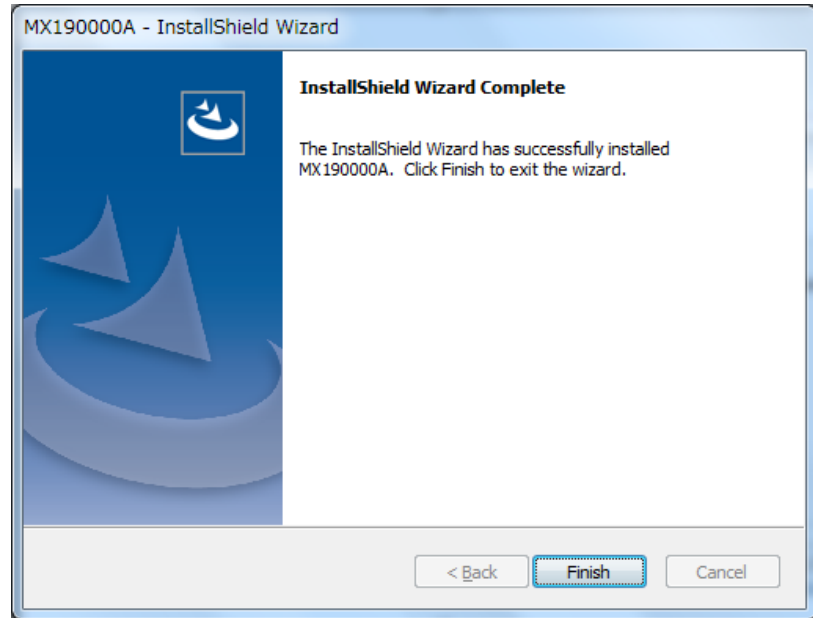 MX190000A - InstallShield Wizard
InstallShield Wizard Complete
The InstallShield Wizard has successfully installed
MX190000A. Click Finish to exit the wizard.
< Back
Finish
Cancel